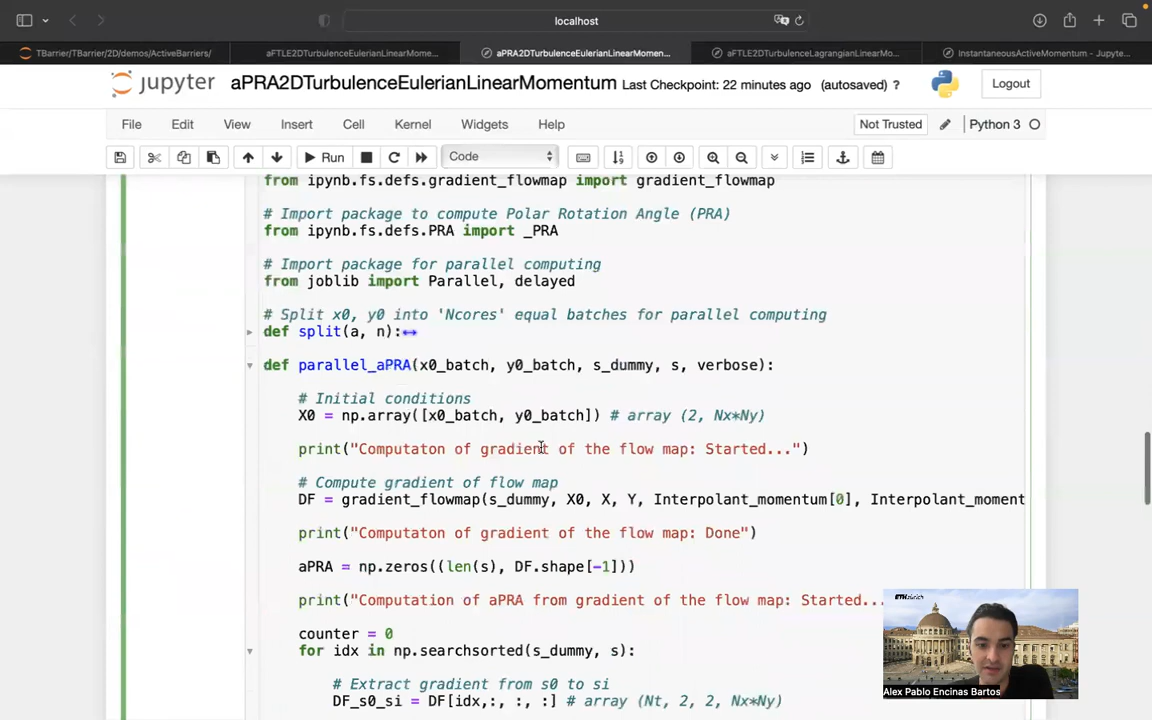 localhost
TBarrier/TBarrier/2D/demos/ActiveBarriers/
aFTLE2DTurbulenceEulerianLinearMome...
aPRA2DTurbulenceEulerianLinearMomen...
aFTLE2DTurbulenceLagrangianLinearMo...
InstantaneousActiveMomentum - Jupyte...
jupyter aPRA2DTurbulenceEulerianLinearMomentum Last Checkpoint: 22 minutes ago (autosaved) ?
Logout
File Edit View Insert Cell Kernel Widgets Help
Not Trusted
Python 3
Run
Code
from ipynb.fs.defs.gradient_flowmap import gradient_flowmap
# Import package to compute Polar Rotation Angle (PRA)
from ipynb.fs.defs.PRA import _PRA
# Import package for parallel computing
from joblib import Parallel, delayed
# Split x0, y0 into 'Ncores' equal batches for parallel computing
def split(a, n):
def parallel_aPRA(x0_batch, y0_batch, s_dummy, s, verbose):
# Initial conditions
X0 = np.array([x0_batch, y0_batch]) # array (2, Nx*Ny)
print("Computaton of gradient of the flow map: Started...")
# Compute gradient of flow map
DF = gradient_flowmap(s_dummy, X0, X, Y, Interpolant_momentum[0], Interpolant_moment
print("Computaton of gradient of the flow map: Done")
aPRA = np.zeros((len(s), DF.shape[-1]))
print("Computation of aPRA from gradient of the flow map: Started...
counter = 0
for idx in np.searchsorted(s_dummy, s):
# Extract gradient from s0 to si
DF_s0_si = DF[idx,:, :, :] # array (Nt, 2, 2, Nx*Ny)
ETHzürich
Alex Pablo Encinas Bartos